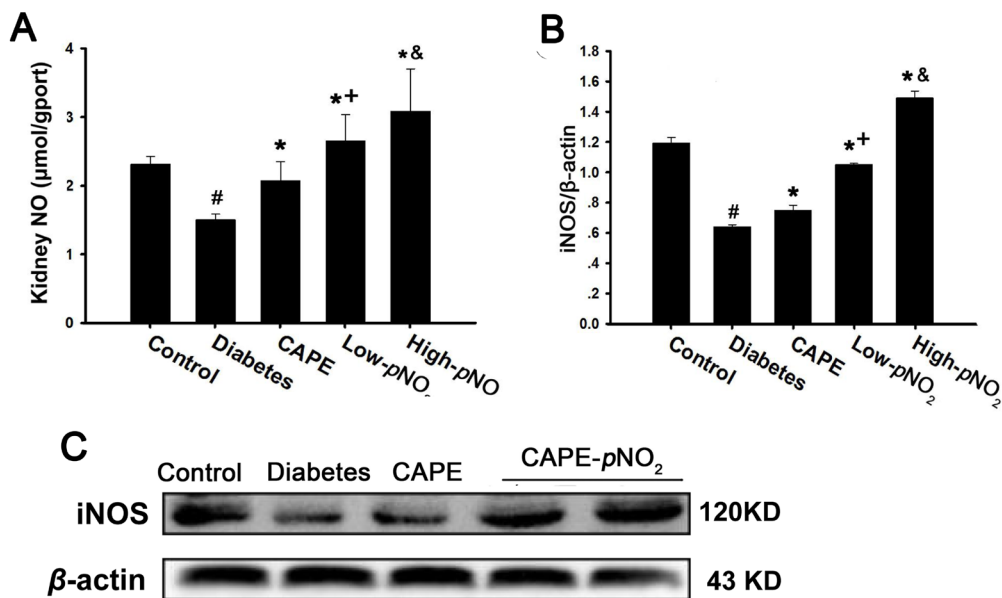 A
Kidney NO (μmol/gport)
4
3
2
1
0
#
*
*+
*&
Control
Diabetes
CAPE
Low-pNO
High-pNO
B
iNOS/β-actin
1.8
1.6
1.4
1.2
1.0
.8
.6
.4
.2
0.0
#
*
*+
*&
Control
Diabetes
CAPE
Low-pNO₂
High-pNO₂
C
Control Diabetes CAPE CAPE-pNO₂
iNOS 120KD
β-actin 43 KD